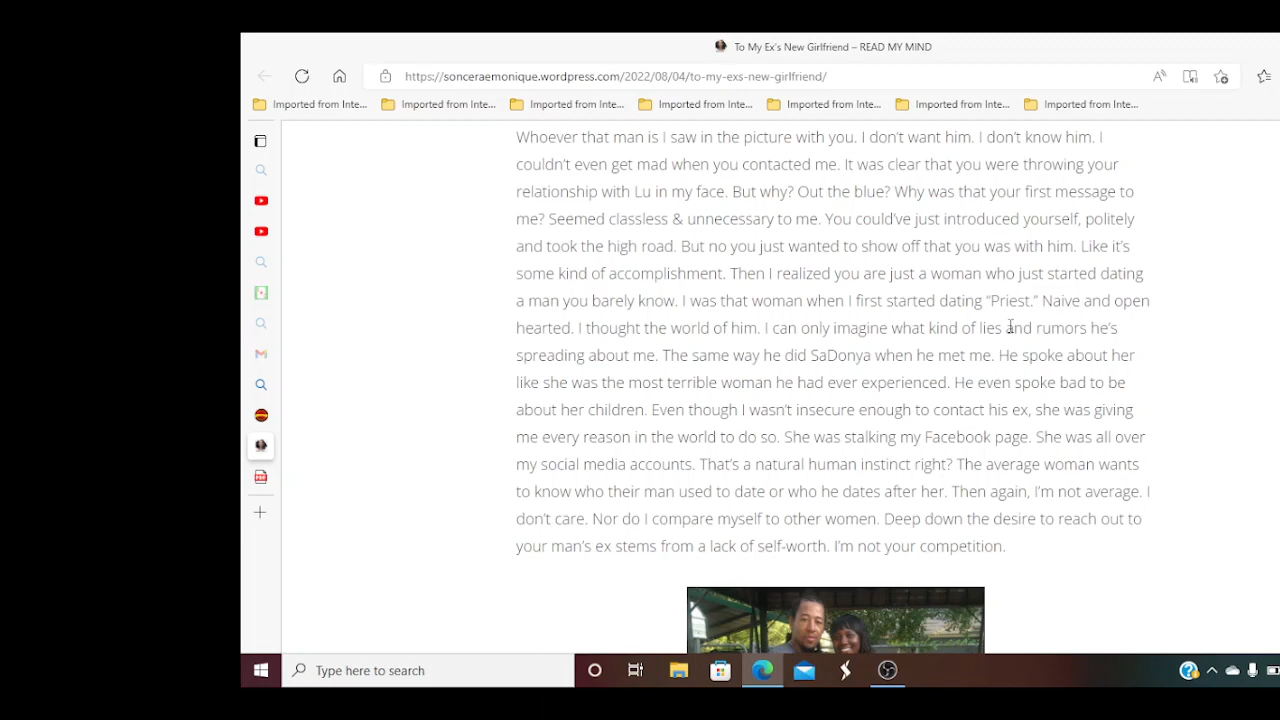 To My Ex's New Girlfriend – READ MY MIND
https://sonceraemonique.wordpress.com/2022/08/04/to-my-exs-new-girlfriend/
Imported from Inte... Imported from Inte... Imported from Inte... Imported from Inte... Imported from Inte... Imported from Inte... Imported from Inte...
Whoever that man is I saw in the picture with you. I don't want him. I don't know him. I
couldn't even get mad when you contacted me. It was clear that you were throwing your
relationship with Lu in my face. But why? Out the blue? Why was that your first message to
me? Seemed classless & unnecessary to me. You could've just introduced yourself, politely
and took the high road. But no you just wanted to show off that you was with him. Like it's
some kind of accomplishment. Then I realized you are just a woman who just started dating
a man you barely know. I was that woman when I first started dating “Priest.” Naive and open
hearted. I thought the world of him. I can only imagine what kind of lies and rumors he's
spreading about me. The same way he did SaDonya when he met me. He spoke about her
like she was the most terrible woman he had ever experienced. He even spoke bad to be
about her children. Even though I wasn't insecure enough to contact his ex, she was giving
me every reason in the world to do so. She was stalking my Facebook page. She was all over
my social media accounts. That's a natural human instinct right? The average woman wants
to know who their man used to date or who he dates after her. Then again, I'm not average. I
don't care. Nor do I compare myself to other women. Deep down the desire to reach out to
your man's ex stems from a lack of self-worth. I'm not your competition.
Type here to search